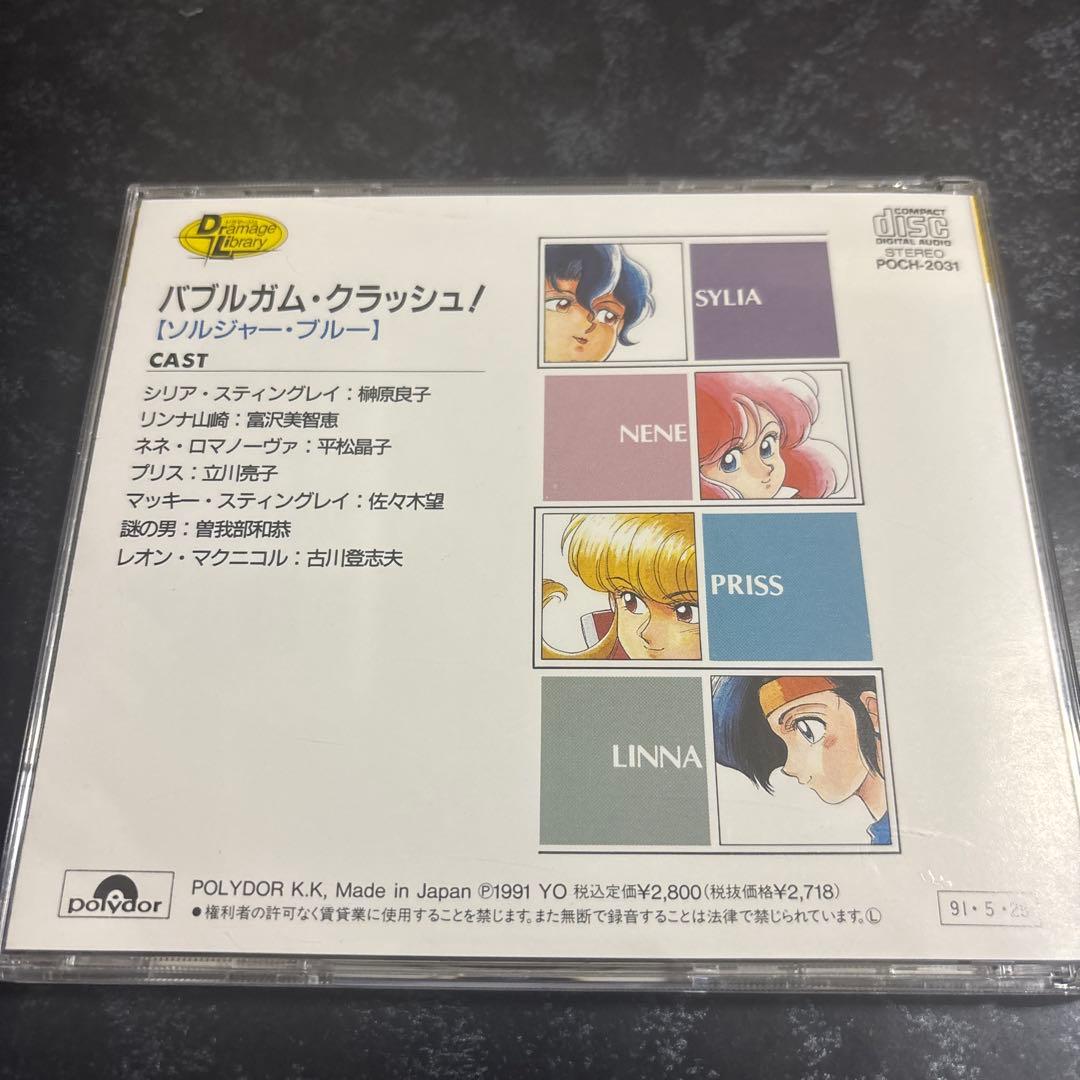 ドラマージュ
Dramage
Library
バブルガム・クラッシュ!
【ソルジャー・ブルー】
CAST
シリア・スティングレイ:榊原良子
リンナ山崎:富沢美智恵
ネネ・ロマノーヴァ:平松晶子
プリス:立川亮子
マッキー・スティングレイ:佐々木望
謎の男:曽我部和恭
レオン・マクニコル:古川登志夫
COMPACT
disc
DIGITAL AUDIO
STEREO
POCH-2031
SYLIA
NENE
PRISS
LINNA
polydor
POLYDOR K.K, Made in Japan Ⓟ1991 YO 税込定価¥2,800(税抜価格¥2,718)
●権利者の許可なく賃貸業に使用することを禁じます。また無断で録音することは法律で禁じられています。Ⓛ
91・5・25